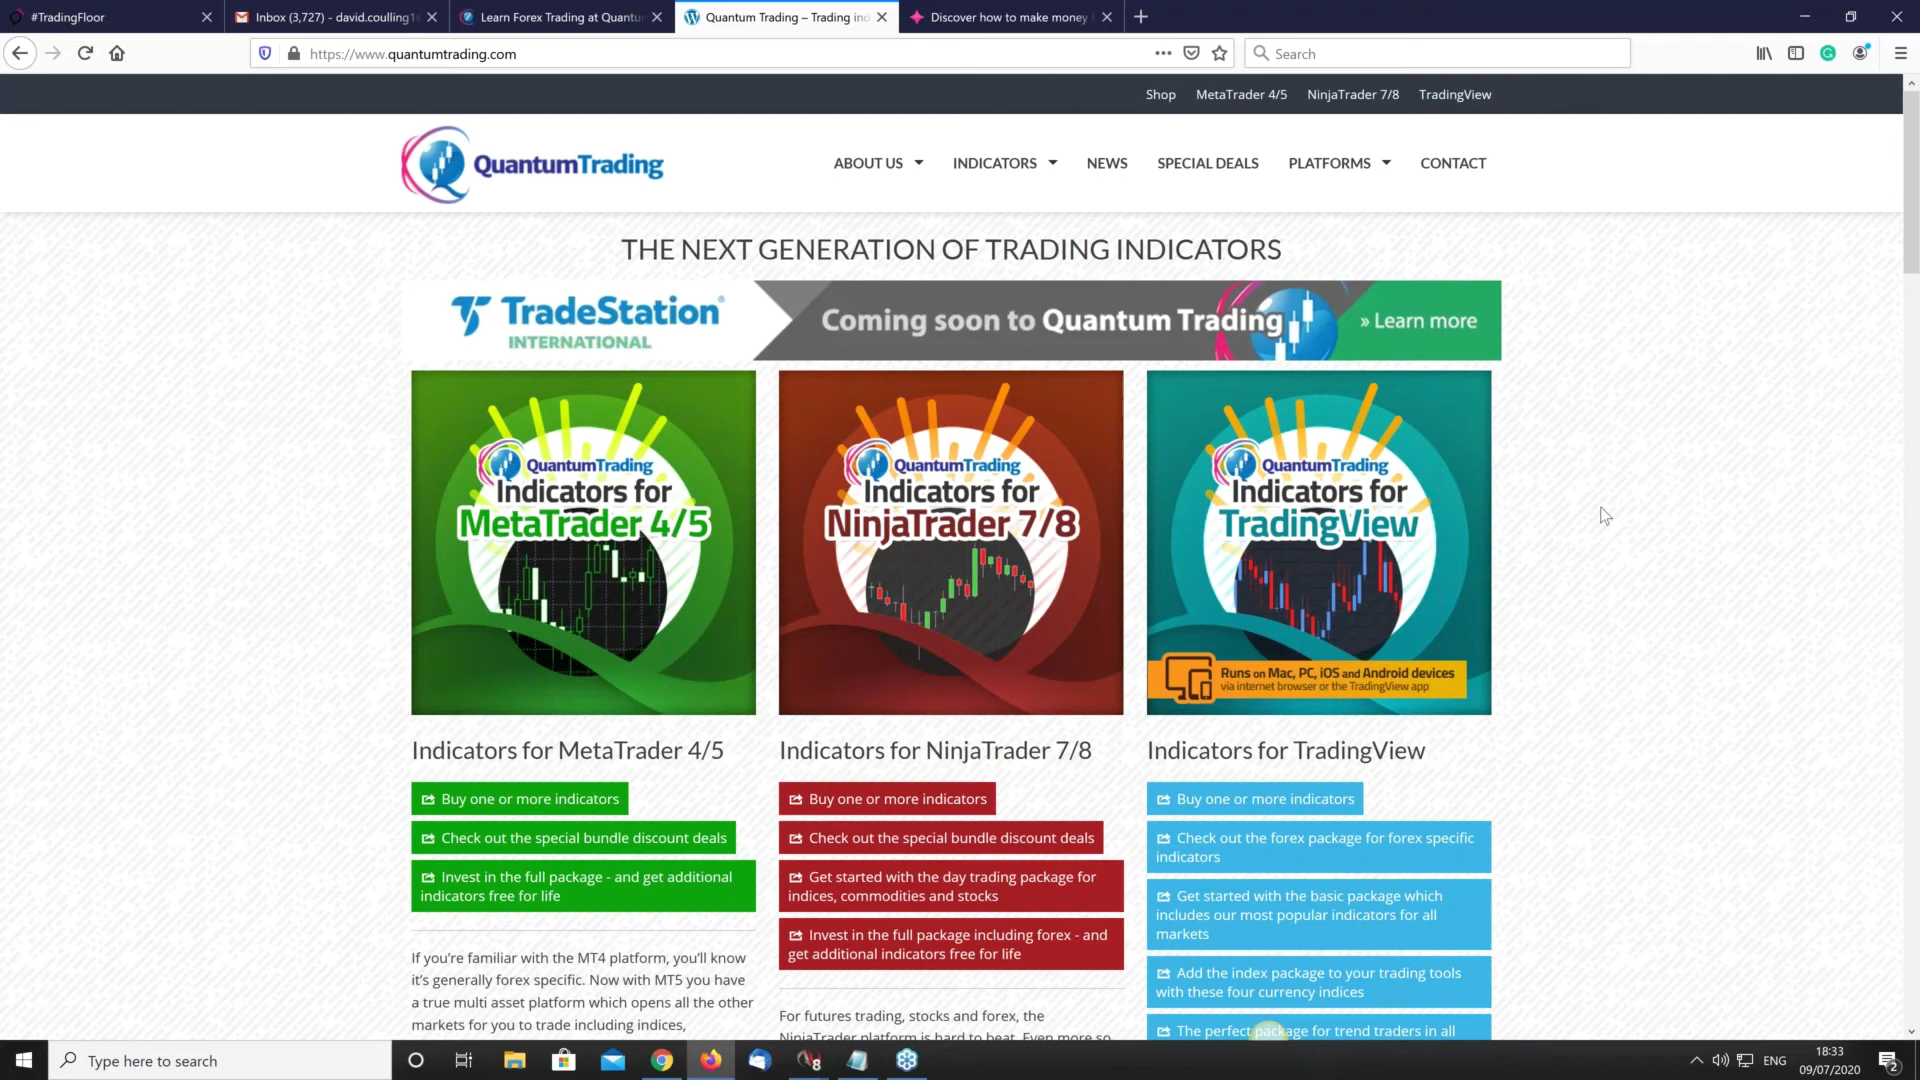 #TradingFloor
Inbox (3,727) - david.coulling1
Learn Forex Trading at Quantu
Quantum Trading – Trading ind
Discover how to make money f
https://www.quantumtrading.com
Search
Shop
MetaTrader 4/5
NinjaTrader 7/8
TradingView
QuantumTrading
ABOUT US
INDICATORS
NEWS
SPECIAL DEALS
PLATFORMS
CONTACT
THE NEXT GENERATION OF TRADING INDICATORS
TradeStation
INTERNATIONAL
Coming soon to Quantum Trading
» Learn more
QuantumTrading
Indicators for
MetaTrader 4/5
QuantumTrading
Indicators for
NinjaTrader 7/8
QuantumTrading
Indicators for
TradingView
Runs on Mac, PC, iOS and Android devices
via internet browser or the TradingView app
Indicators for MetaTrader 4/5
Buy one or more indicators
Check out the special bundle discount deals
Invest in the full package - and get additional
indicators free for life
If you're familiar with the MT4 platform, you'll know
it's generally forex specific. Now with MT5 you have
a true multi asset platform which opens all the other
markets for you to trade including indices,
Indicators for NinjaTrader 7/8
Buy one or more indicators
Check out the special bundle discount deals
Get started with the day trading package for
indices, commodities and stocks
Invest in the full package including forex - and
get additional indicators free for life
For futures trading, stocks and forex, the
NinjaTrader platform is hard to beat. Even more so
Indicators for TradingView
Buy one or more indicators
Check out the forex package for forex specific
indicators
Get started with the basic package which
includes our most popular indicators for all
markets
Add the index package to your trading tools
with these four currency indices
The perfect package for trend traders in all
Type here to search
8
ENG
18:33
09/07/2020
2